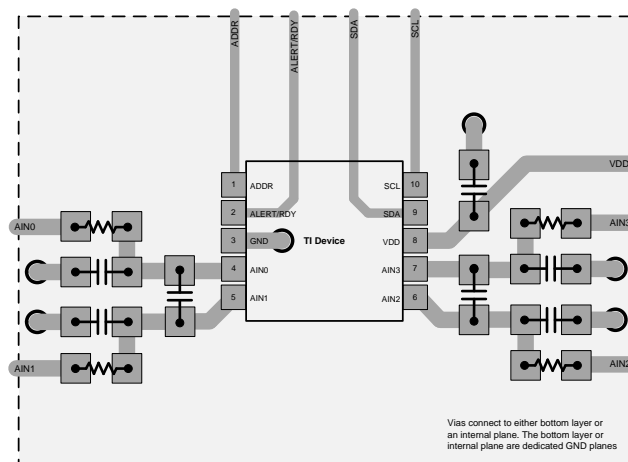 ADDR
ALERT/RDY
SDA
SCL
VDD
1 ADDR
SCL 10
2 ALERT/RDY
SDA 9
3 GND
TI Device
VDD 8
4 AIN0
AIN3 7
5 AIN1
AIN2 6
AIN0
AIN3
AIN1
AIN2
Vias connect to either bottom layer or
an internal plane. The bottom layer or
internal plane are dedicated GND planes